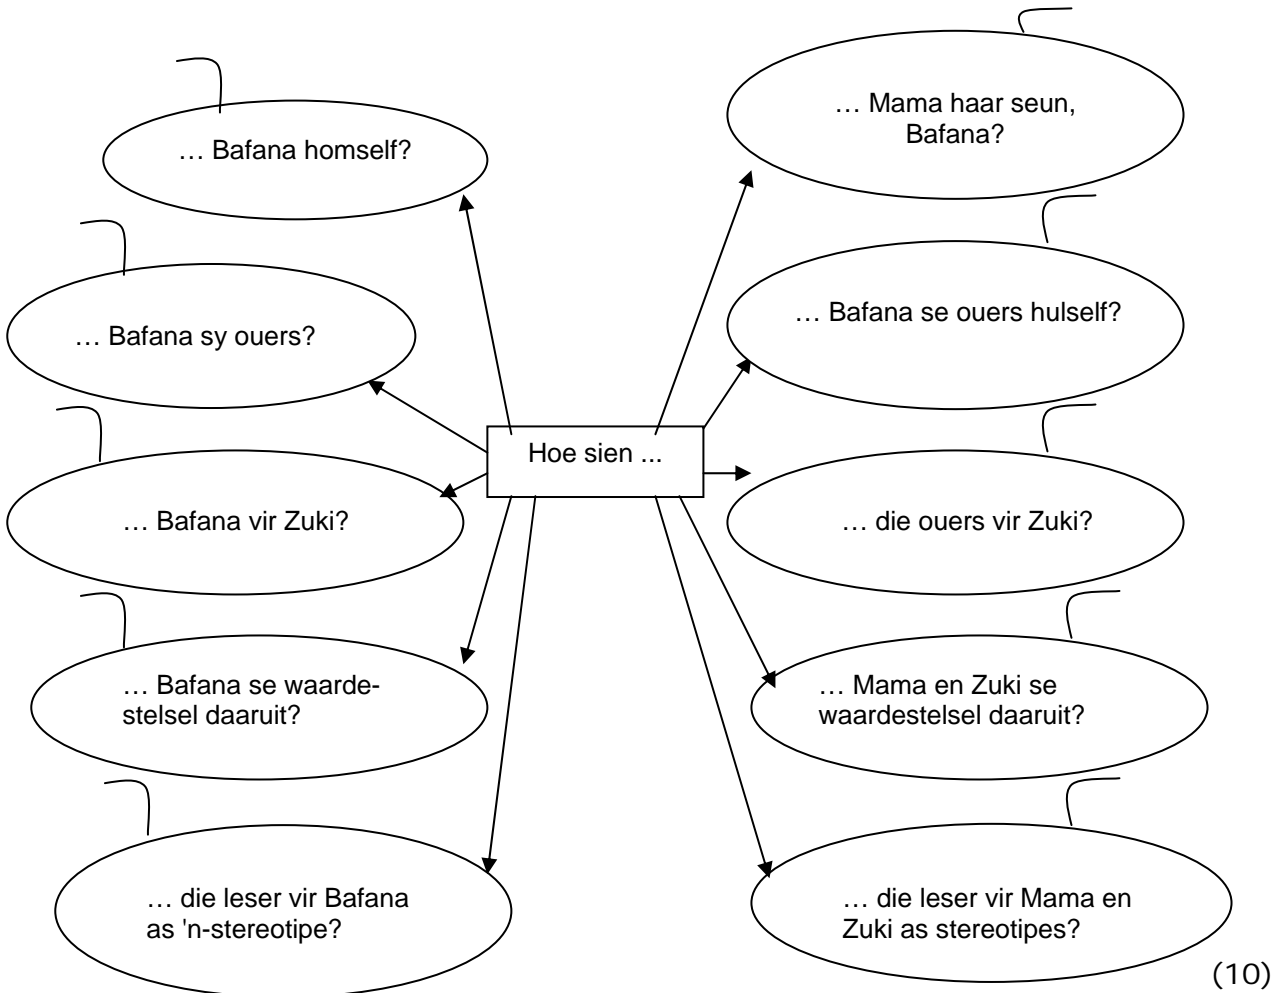 … Mama haar seun,
Bafana?
… Bafana homself?
… Bafana se ouers hulself?
… Bafana sy ouers?
Hoe sien ...
… Bafana vir Zuki?
… die ouers vir Zuki?
… Bafana se waarde-
stelsel daaruit?
… Mama en Zuki se
waardestelsel daaruit?
… die leser vir Bafana
as 'n-stereotipe?
… die leser vir Mama en
Zuki as stereotipes?
(10)